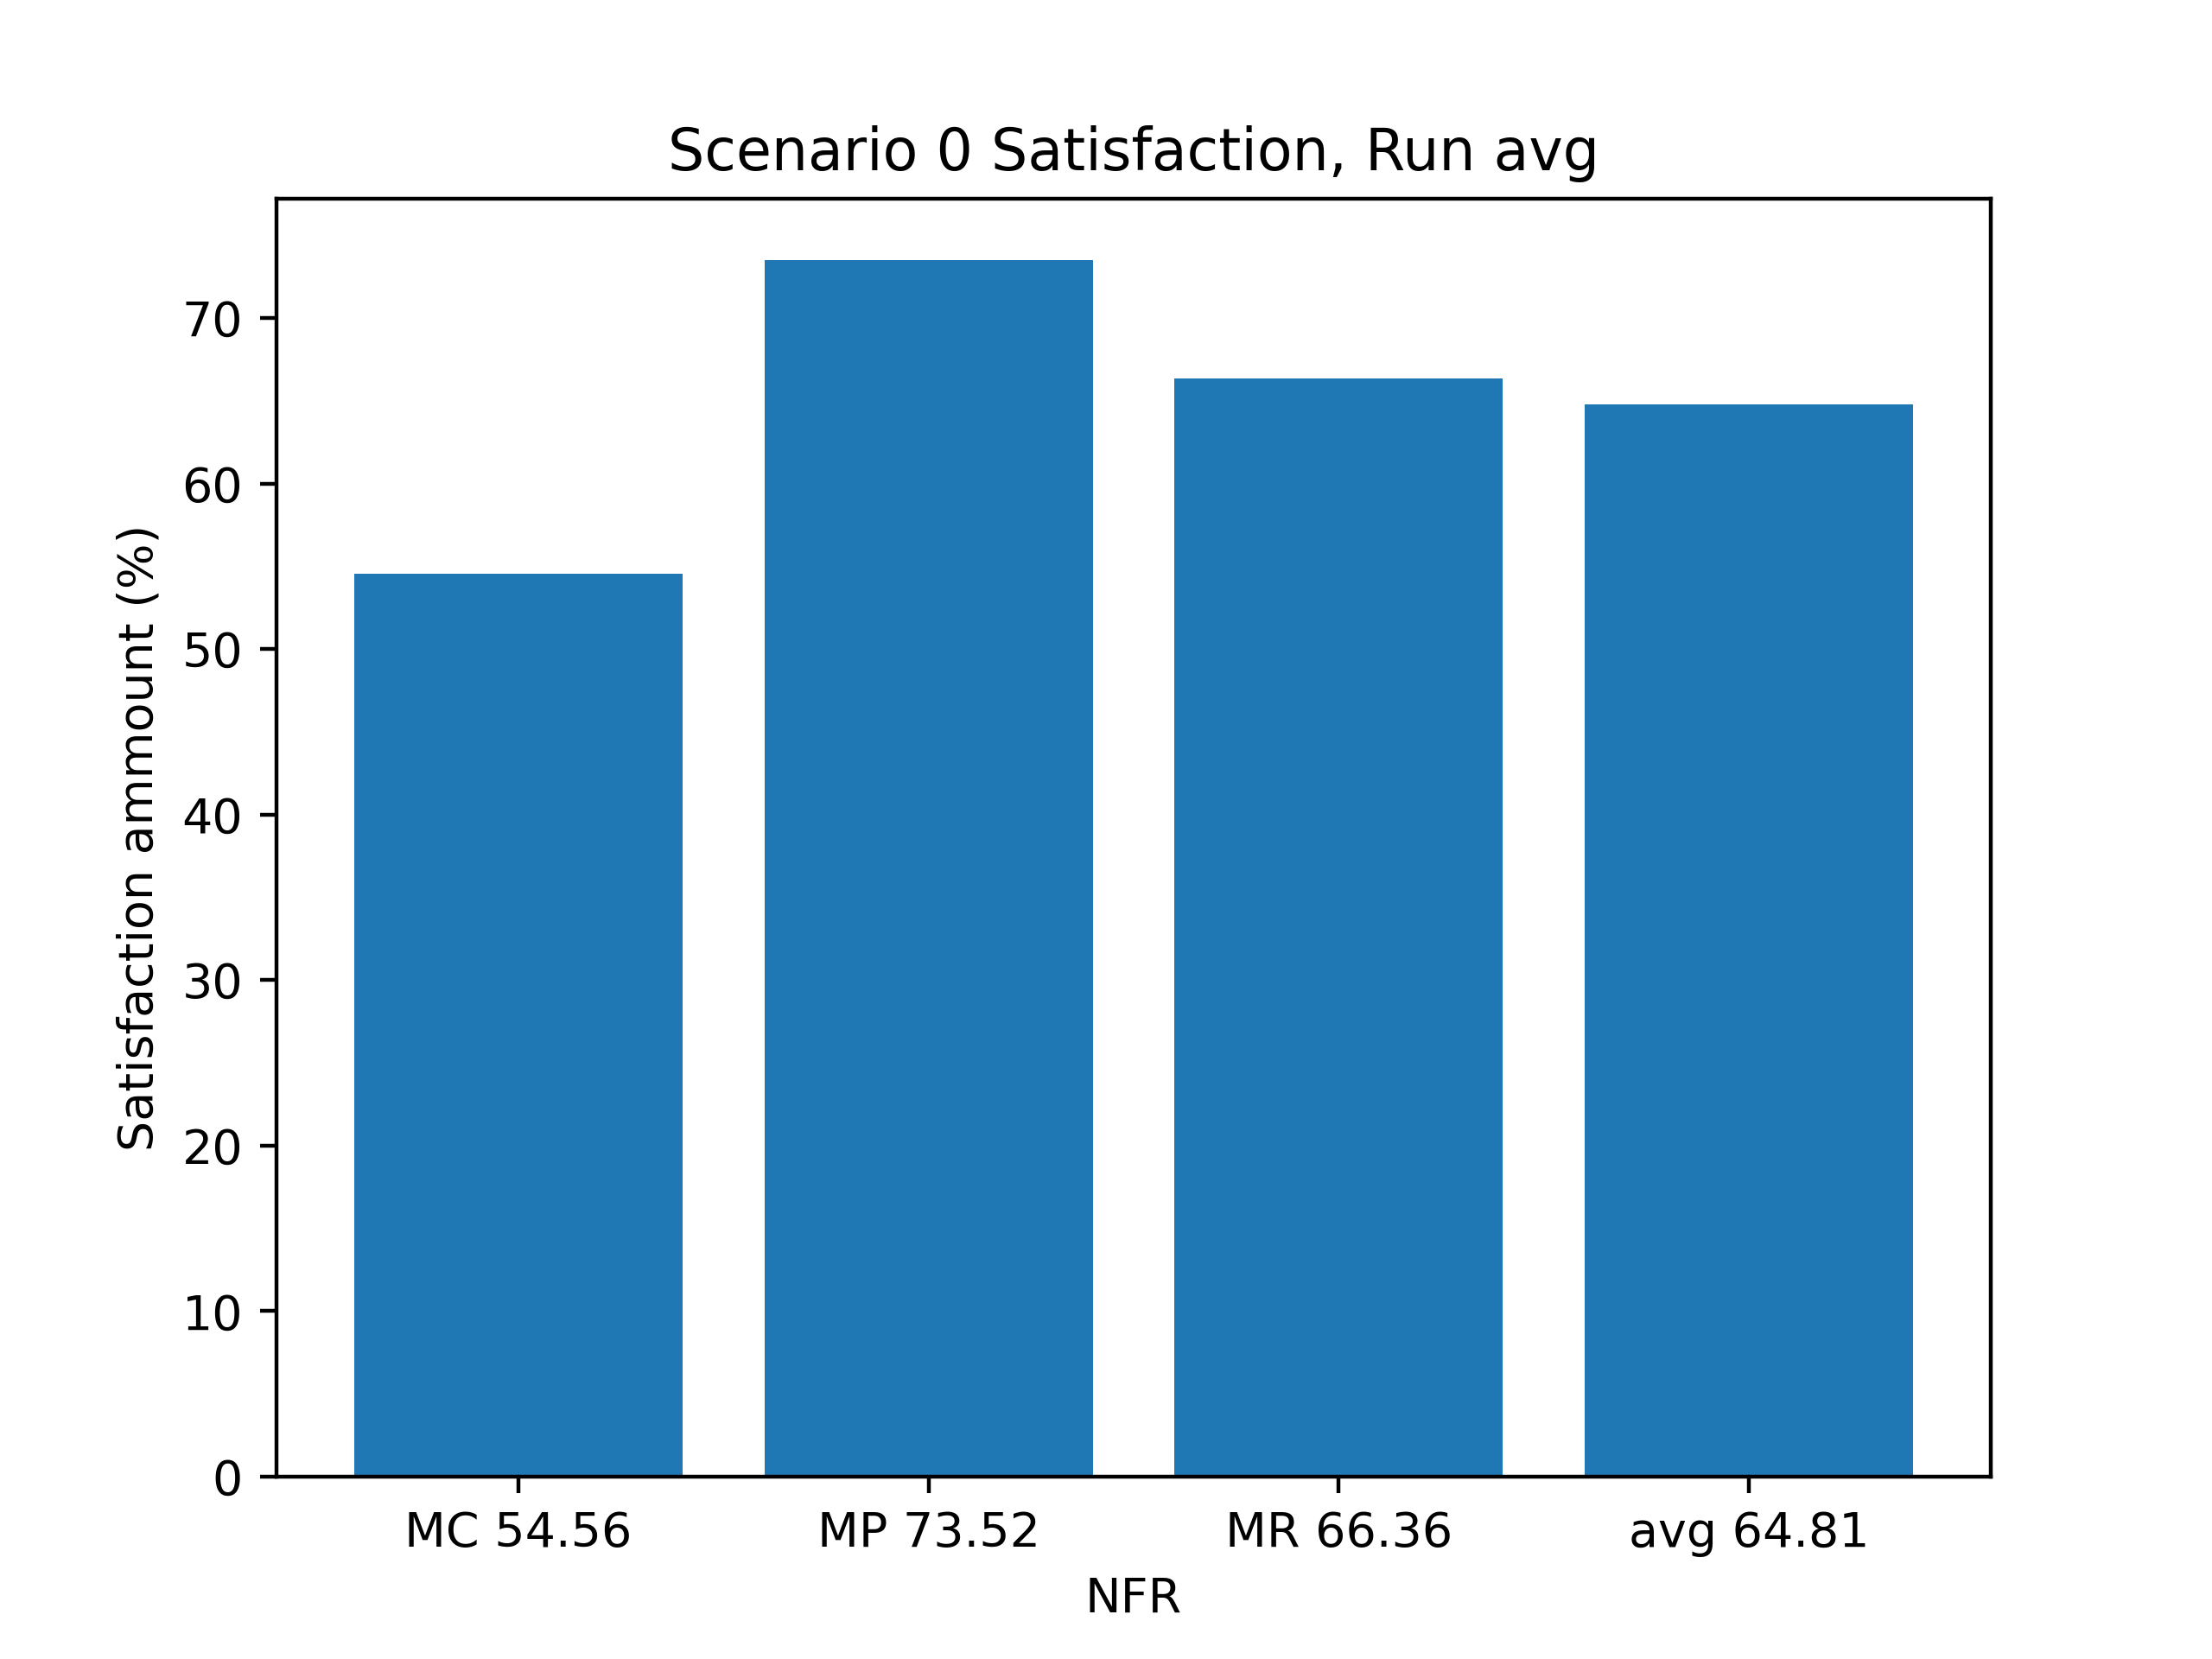 Scenario 0 Satisfaction, Run avg
Satisfaction ammount (%)
70
60
50
40
30
20
10
0
MC 54.56
MP 73.52
MR 66.36
avg 64.81
NFR